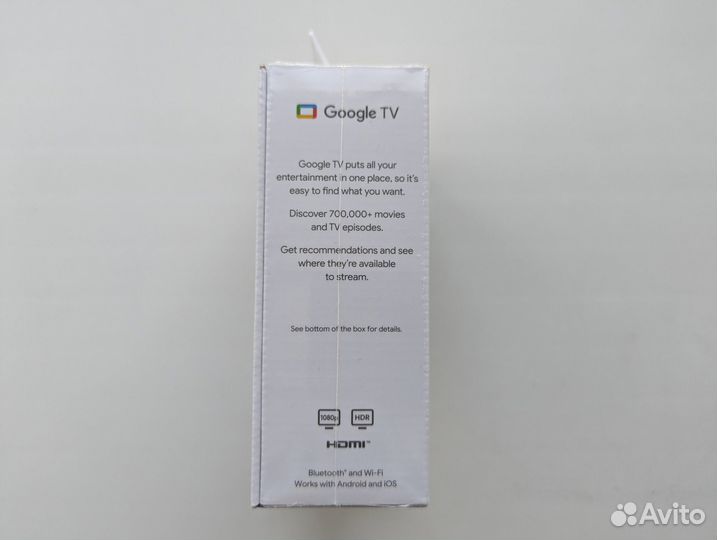 Google TV
Google TV puts all your
entertainment in one place, so it's
easy to find what you want.
Discover 700,000+ movies
and TV episodes.
Get recommendations and see
where they're available
to stream.
See bottom of the box for details.
1080p HDR
HDMI™
Bluetooth® and Wi-Fi
Works with Android and iOS
Avito